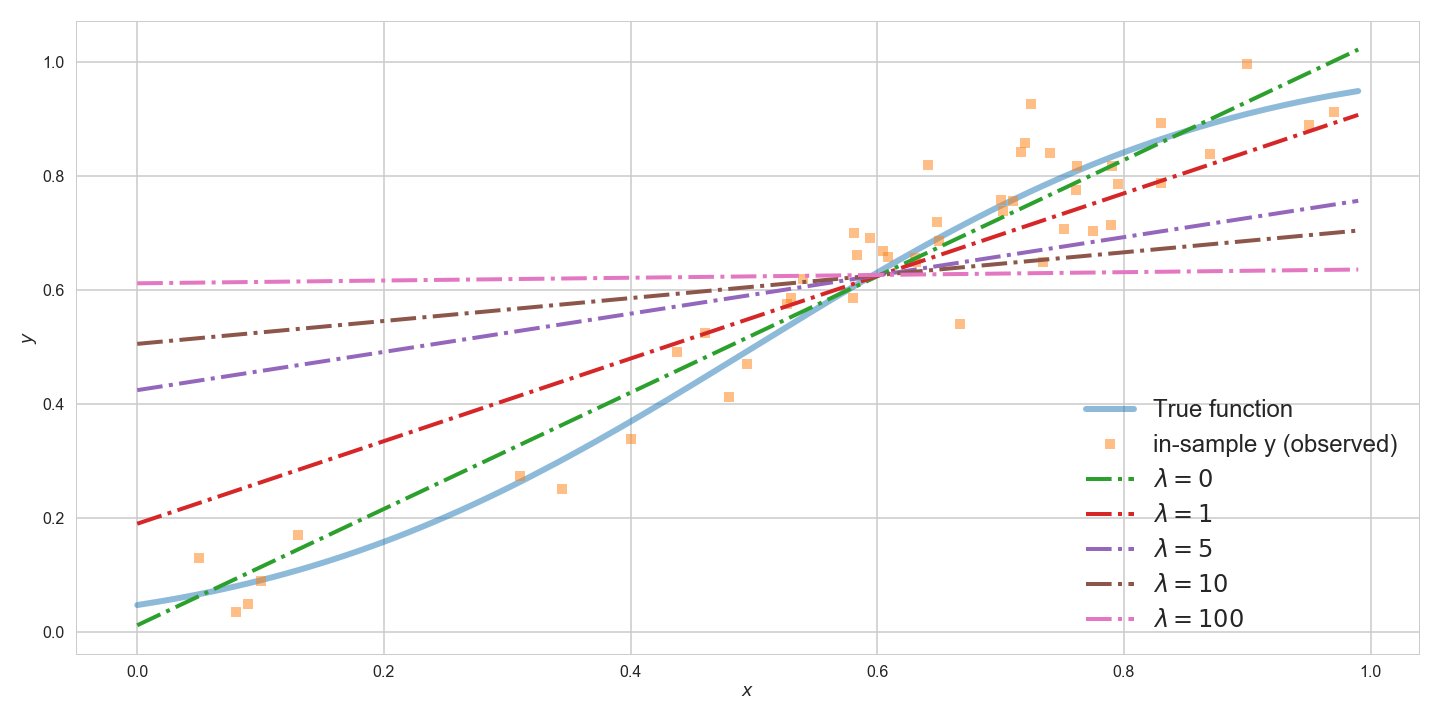 1.0
0.8
0.6
0.4
0.2
0.0
y
0.0 0.2 0.4 0.6 0.8 1.0
x
True function
in-sample y (observed)
λ = 0
λ = 1
λ = 5
λ = 10
λ = 100